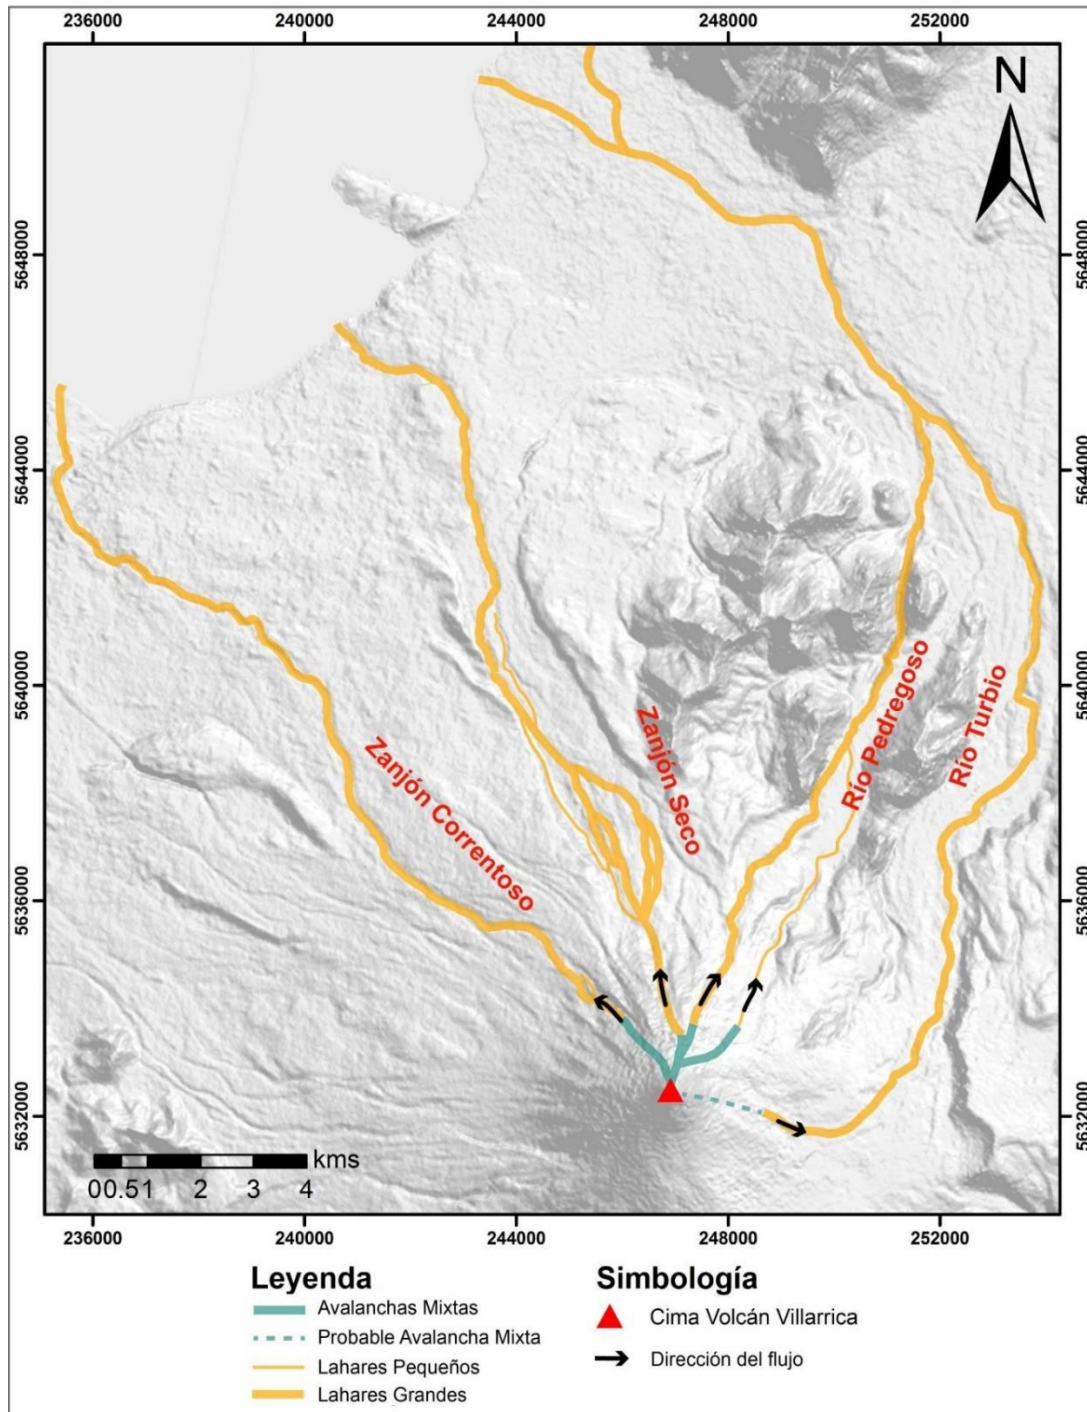 236000 240000 244000 248000 252000
N
5648000 5648000
5644000 5644000
5640000 5640000
5636000 5636000
5632000 5632000
Zanjón Correntoso
Zanjón Seco
Río Pedregoso
Río Turbio
kms
00.51 2 3 4
236000 240000 244000 248000 252000
Leyenda
Avalanchas Mixtas
Probable Avalancha Mixta
Lahares Pequeños
Lahares Grandes
Simbología
Cima Volcán Villarrica
Dirección del flujo